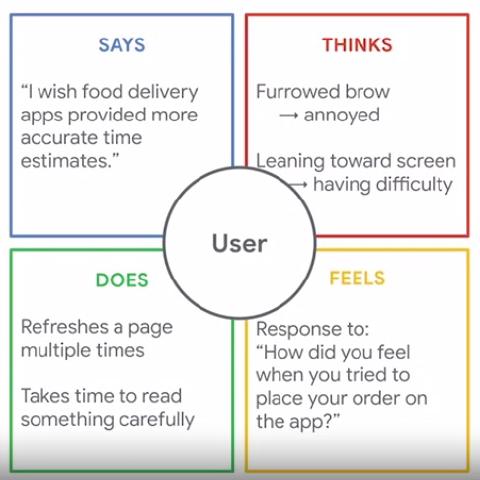 SAYS
“I wish food delivery
apps provided more
accurate time
estimates.”
THINKS
Furrowed brow
→ annoyed
Leaning toward screen
→ having difficulty
User
DOES
Refreshes a page
multiple times
Takes time to read
something carefully
FEELS
Response to:
“How did you feel
when you tried to
place your order on
the app?”